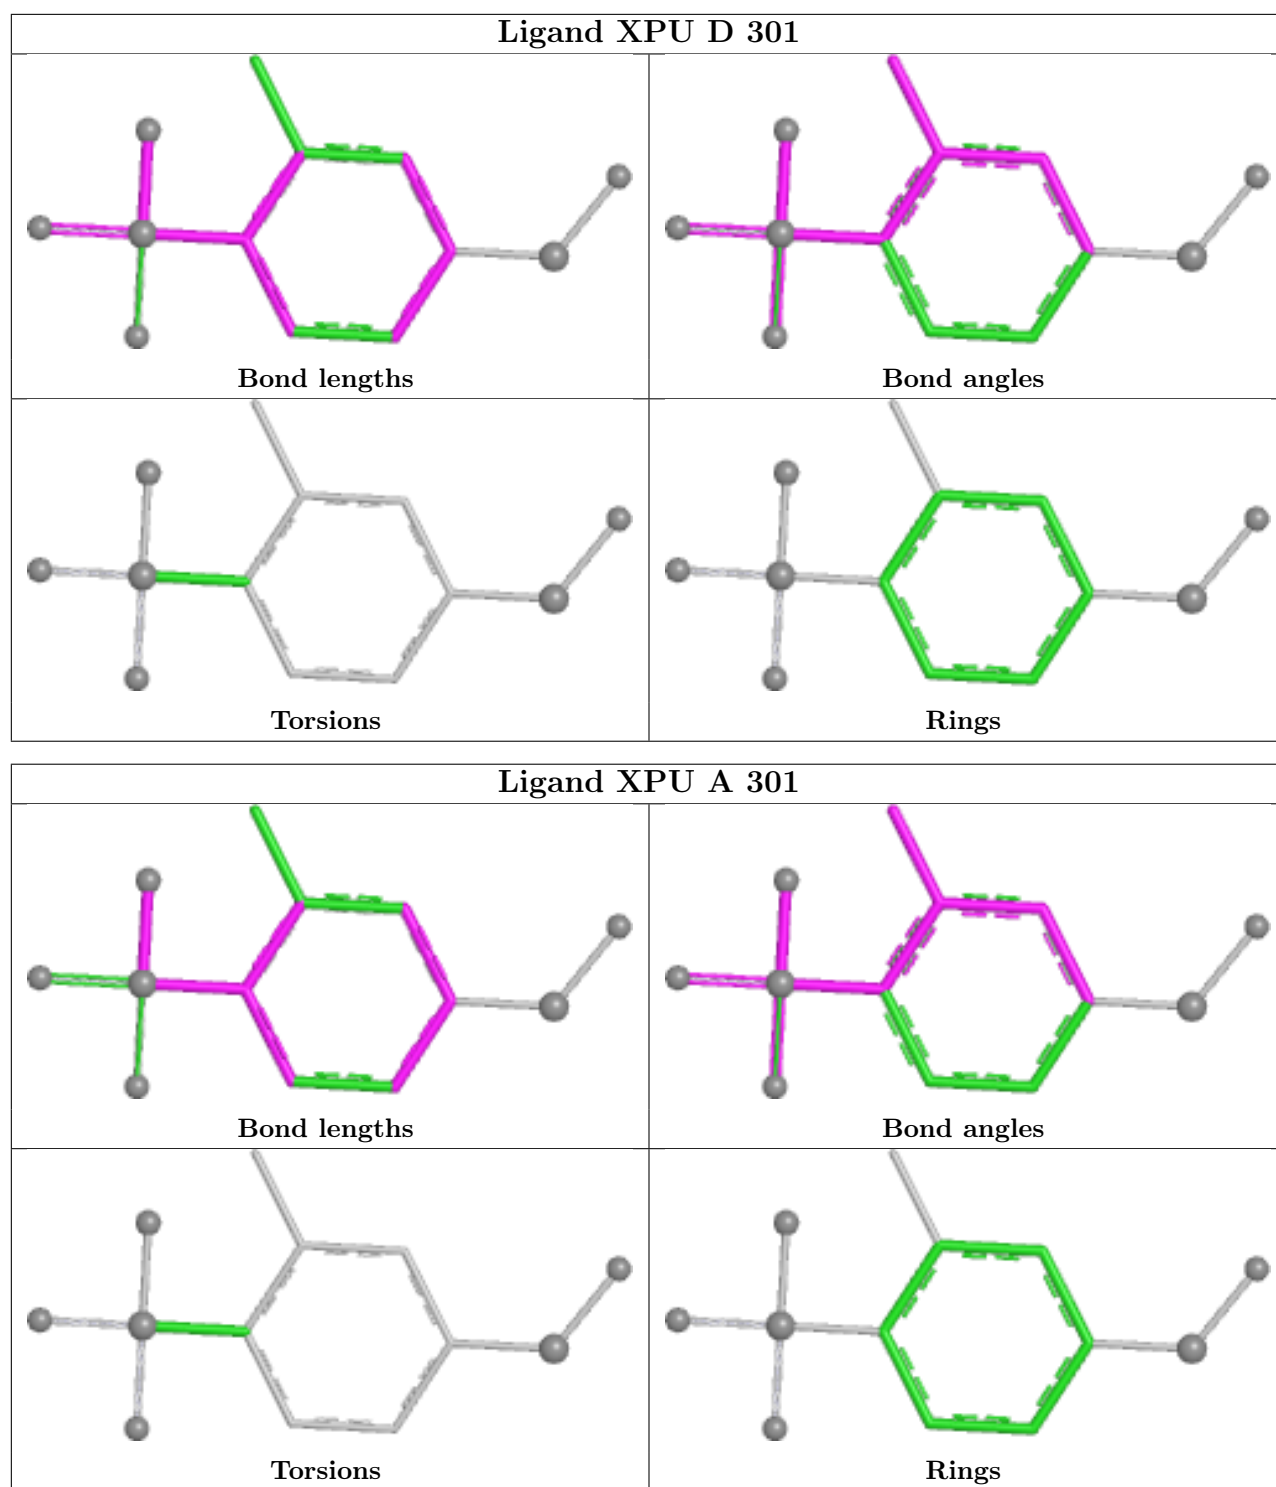 Ligand XPU D 301
Bond lengths
Bond angles
Torsions
Rings
Ligand XPU A 301
Bond lengths
Bond angles
Torsions
Rings